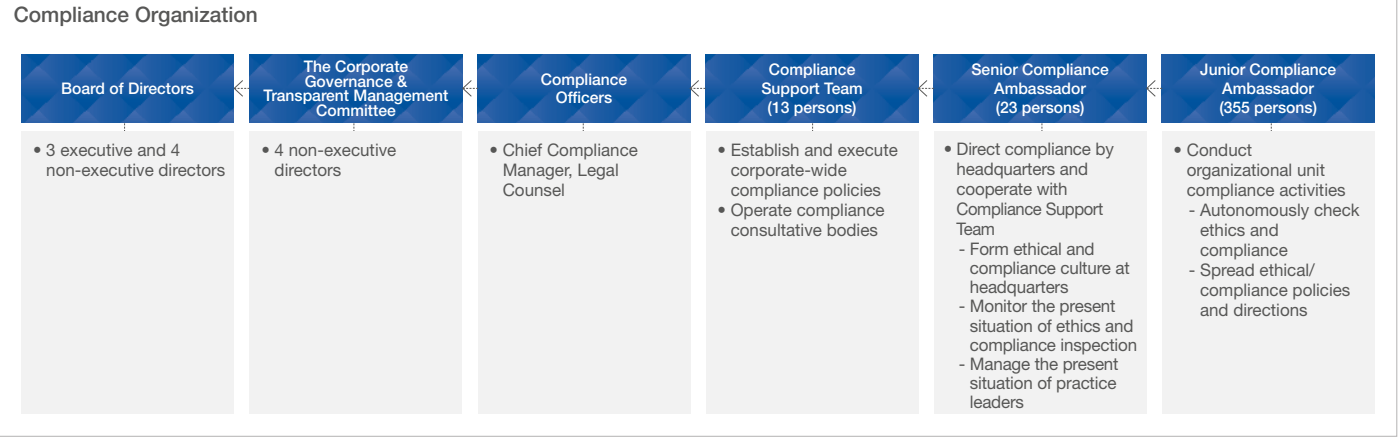 Compliance Organization
Board of Directors
• 3 executive and 4
non-executive directors
The Corporate
Governance &
Transparent Management
Committee
• 4 non-executive
directors
Compliance
Officers
• Chief Compliance
Manager, Legal
Counsel
Compliance
Support Team
(13 persons)
• Establish and execute
corporate-wide
compliance policies
• Operate compliance
consultative bodies
Senior Compliance
Ambassador
(23 persons)
• Direct compliance by
headquarters and
cooperate with
Compliance Support
Team
- Form ethical and
compliance culture at
headquarters
- Monitor the present
situation of ethics and
compliance inspection
- Manage the present
situation of practice
leaders
Junior Compliance
Ambassador
(355 persons)
• Conduct
organizational unit
compliance activities
- Autonomously check
ethics and
compliance
- Spread ethical/
compliance policies
and directions